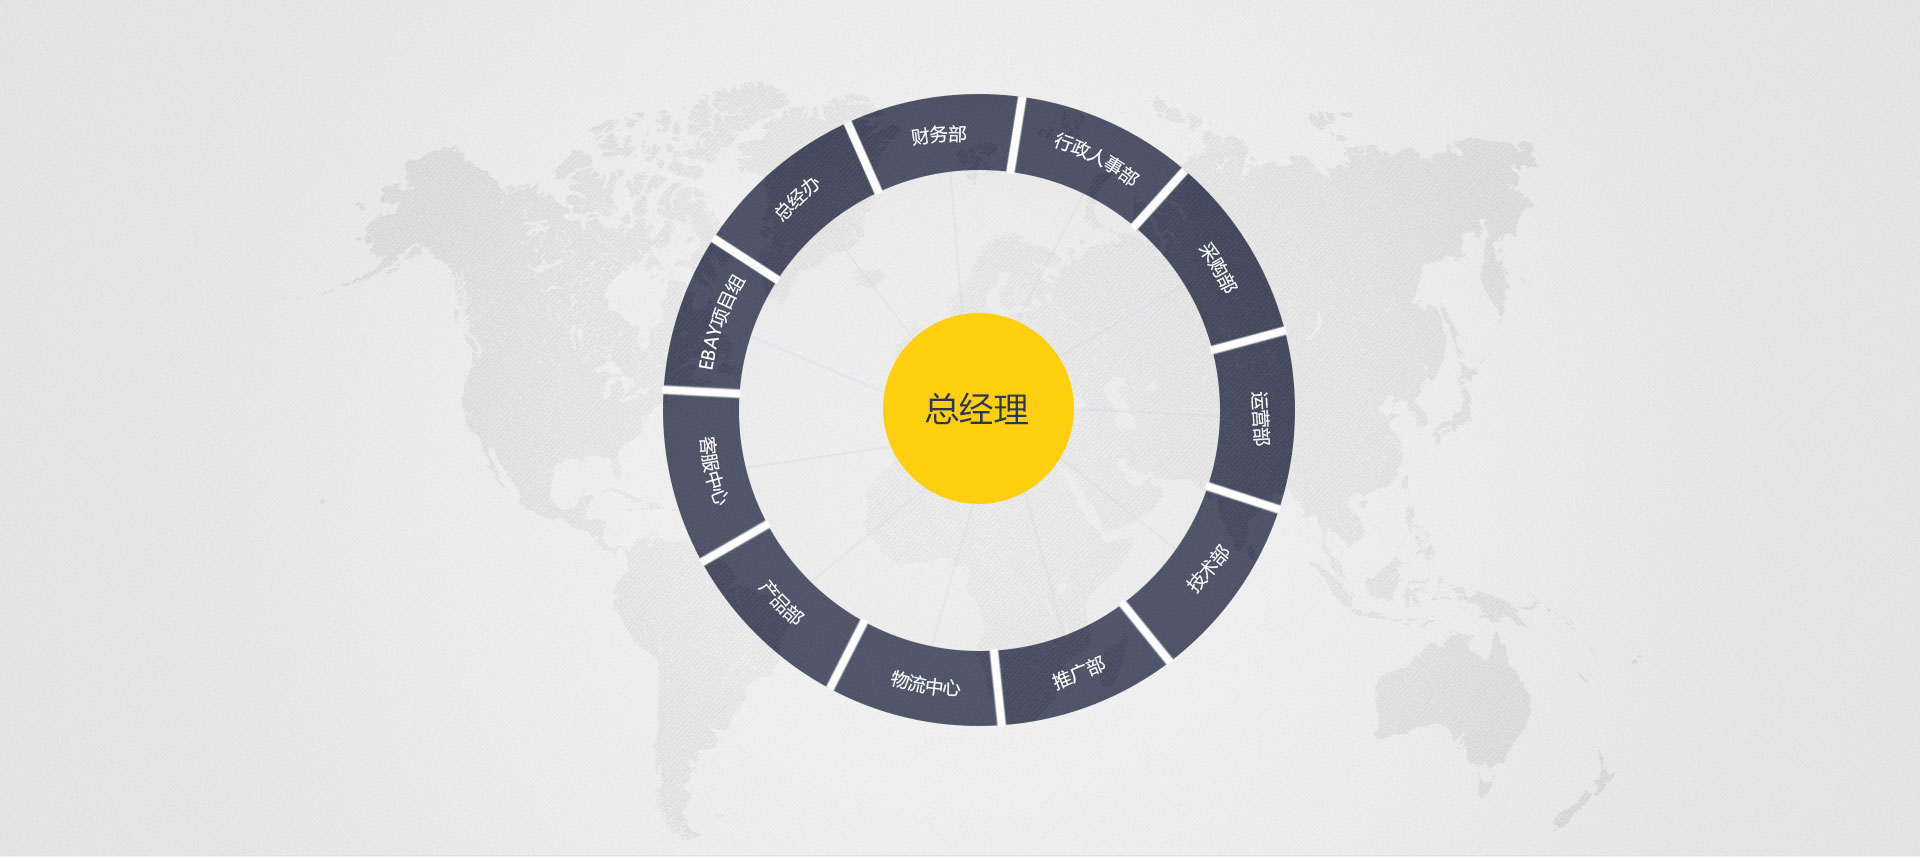 财务部
行政人事部
采购部
运营部
技术部
推广部
物流中心
产品部
客服中心
EBAY项目组
总经办
总经理